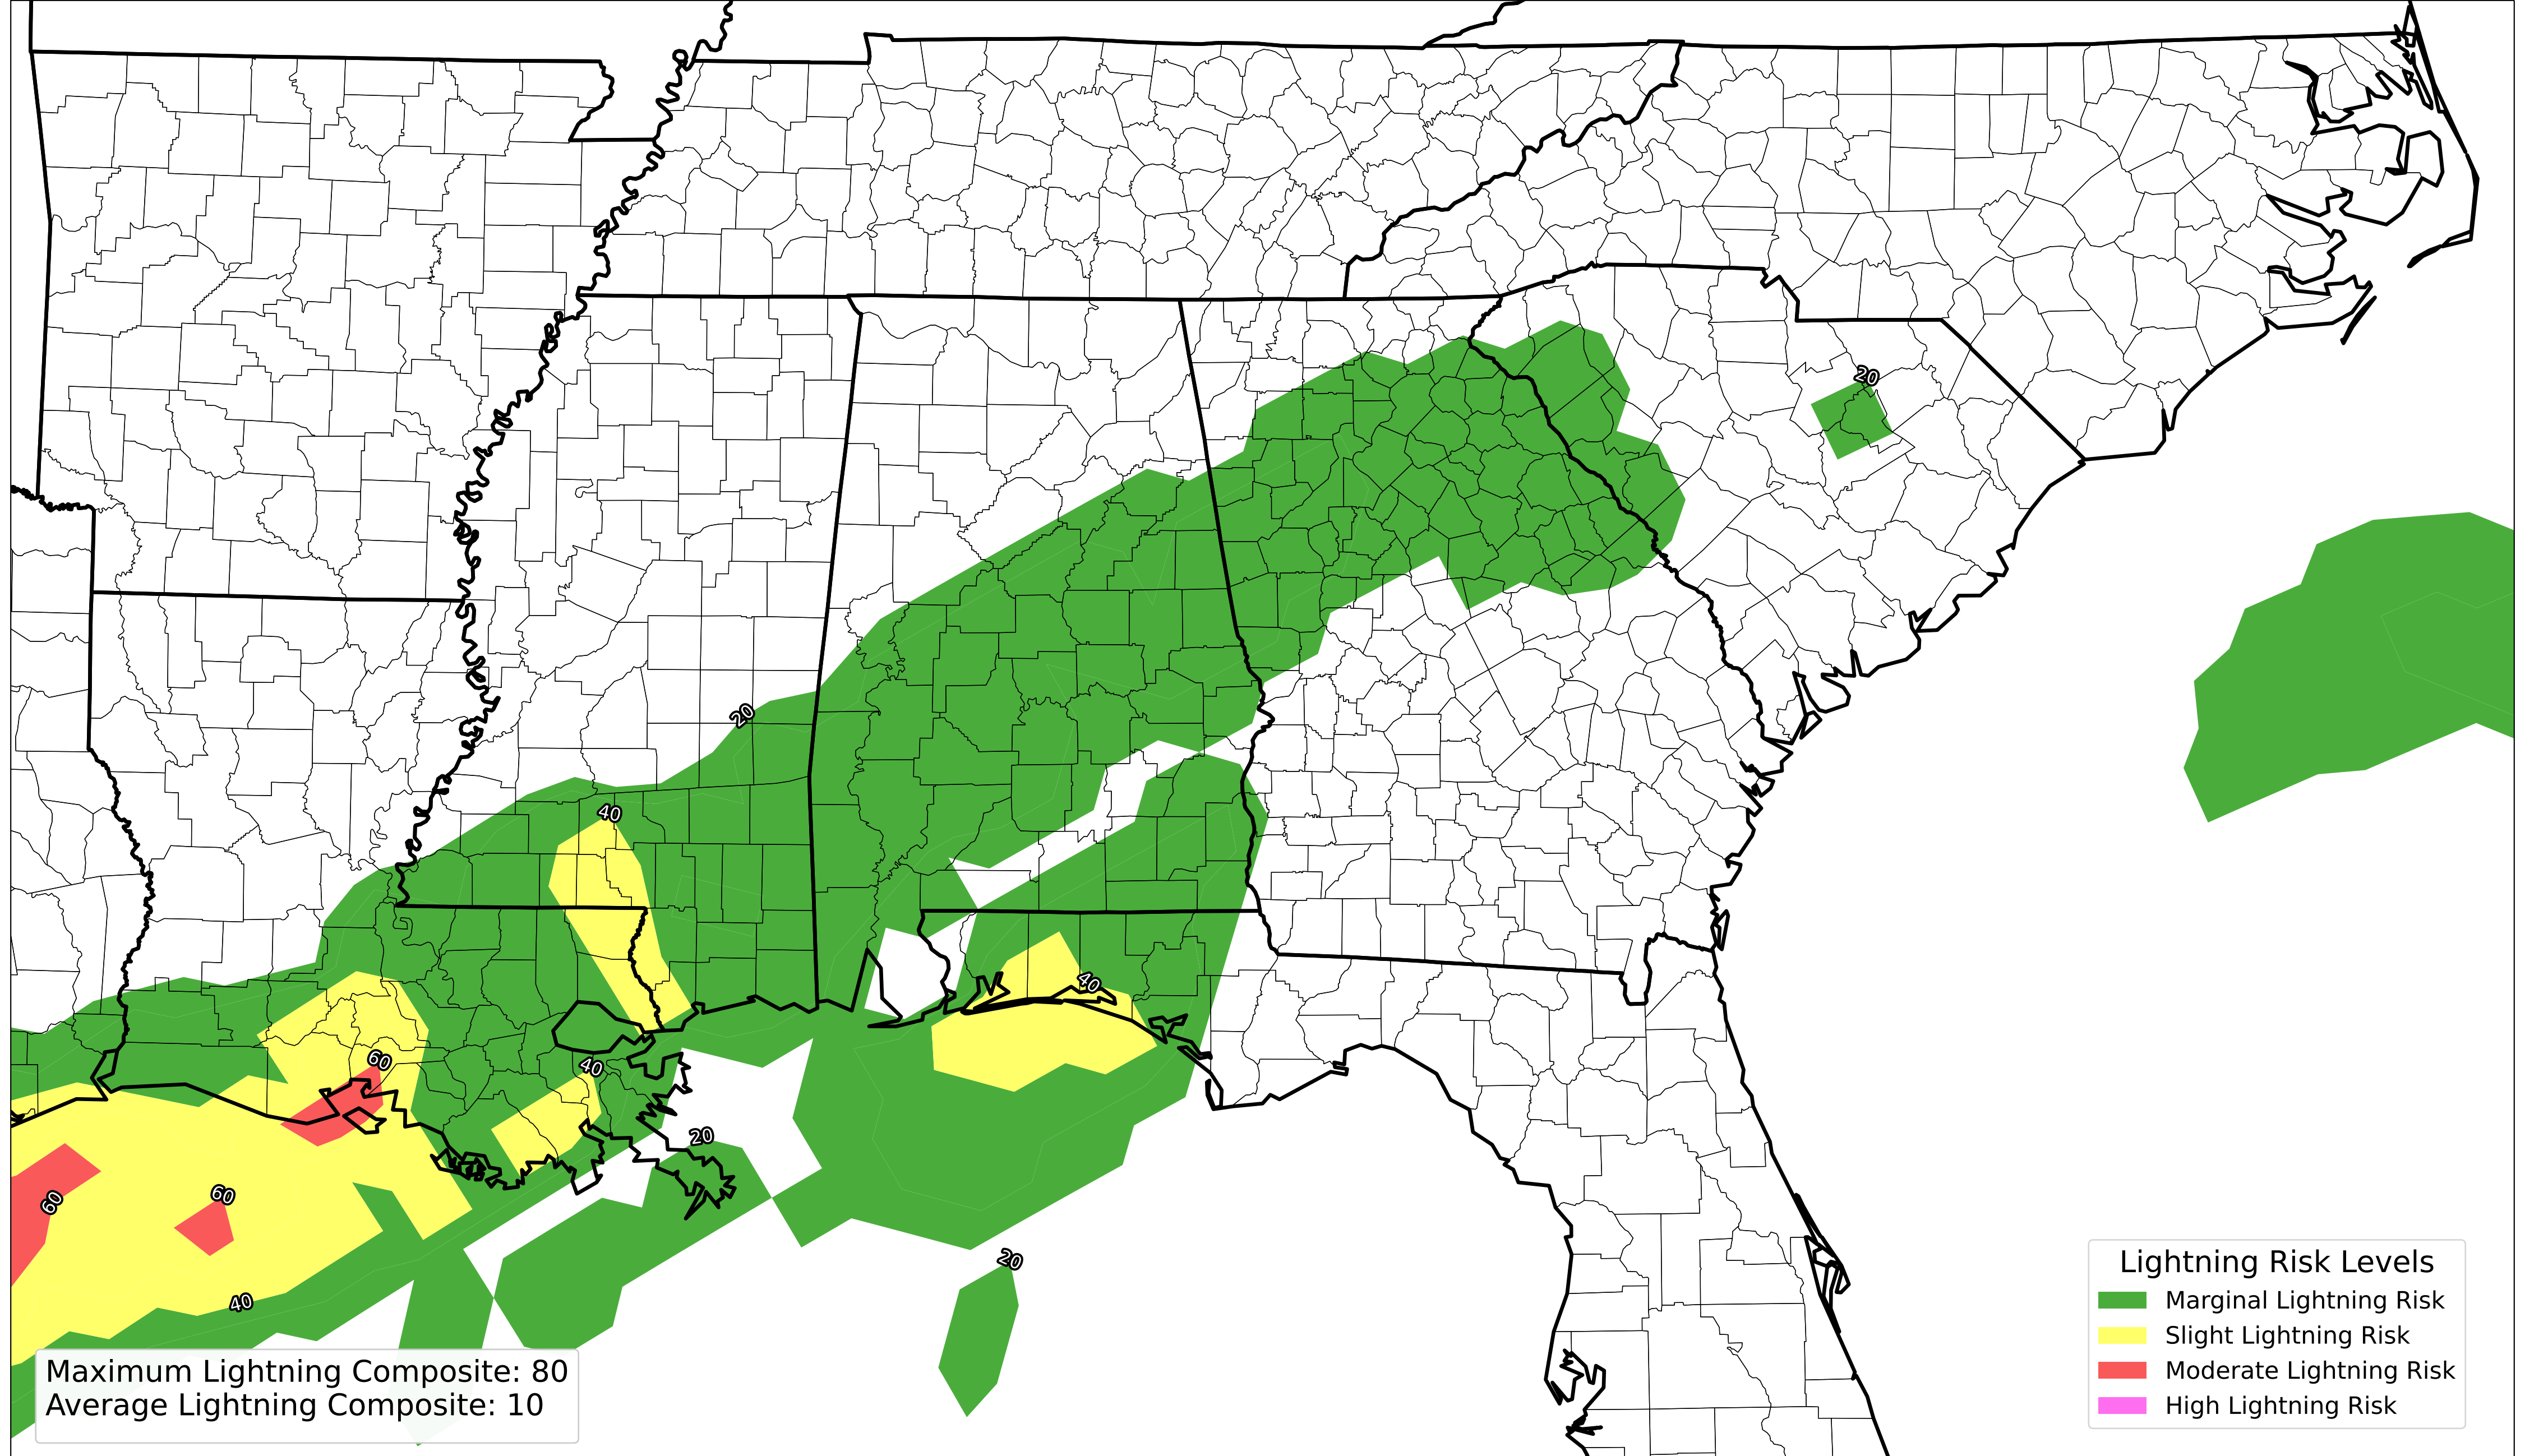 20
20
40
40
60
40
20
60
60
20
40
Lightning Risk Levels
Marginal Lightning Risk
Slight Lightning Risk
Moderate Lightning Risk
High Lightning Risk
Maximum Lightning Composite: 80
Average Lightning Composite: 10